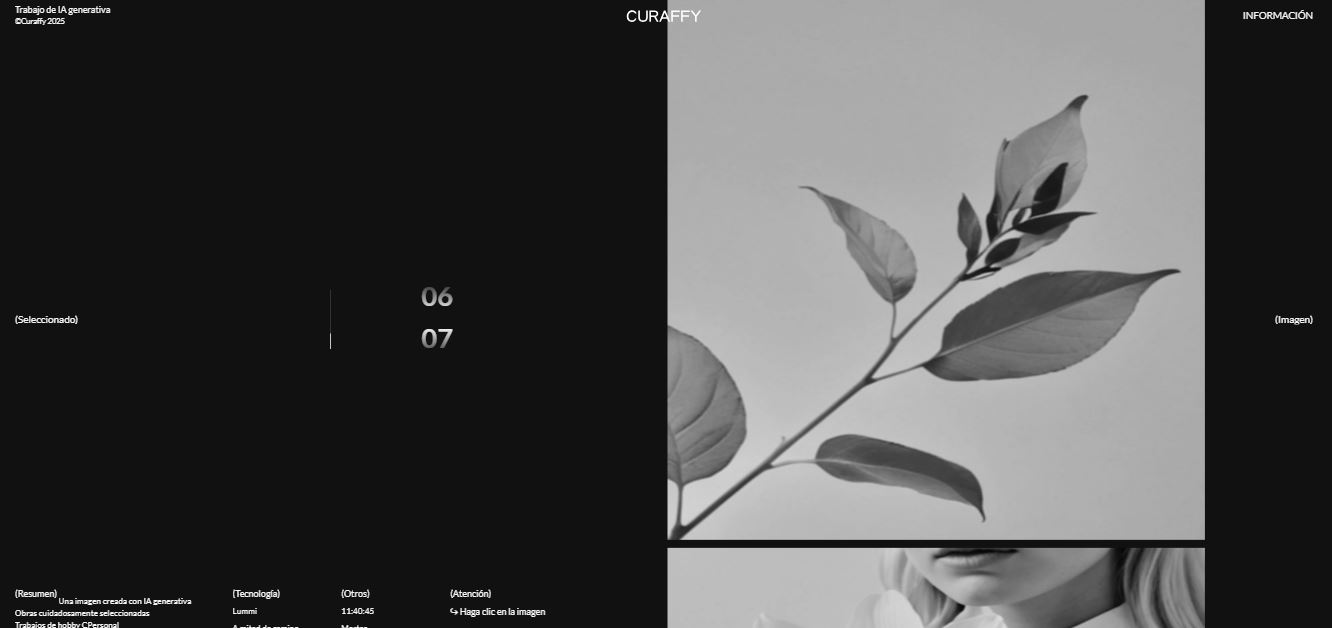 Trabajo de IA generativa
©Curaffy 2025
CURAFFY
INFORMACIÓN
06
(Seleccionado)
(Imagen)
07
(Resumen) Una imagen creada con IA generativa
Obras cuidadosamente seleccionadas
Trabajos de hobby CPersonal
(Tecnología)
Lummi
A mitad de camino
(Otros)
11:40:45
Martes
(Atención)
↪ Haga clic en la imagen